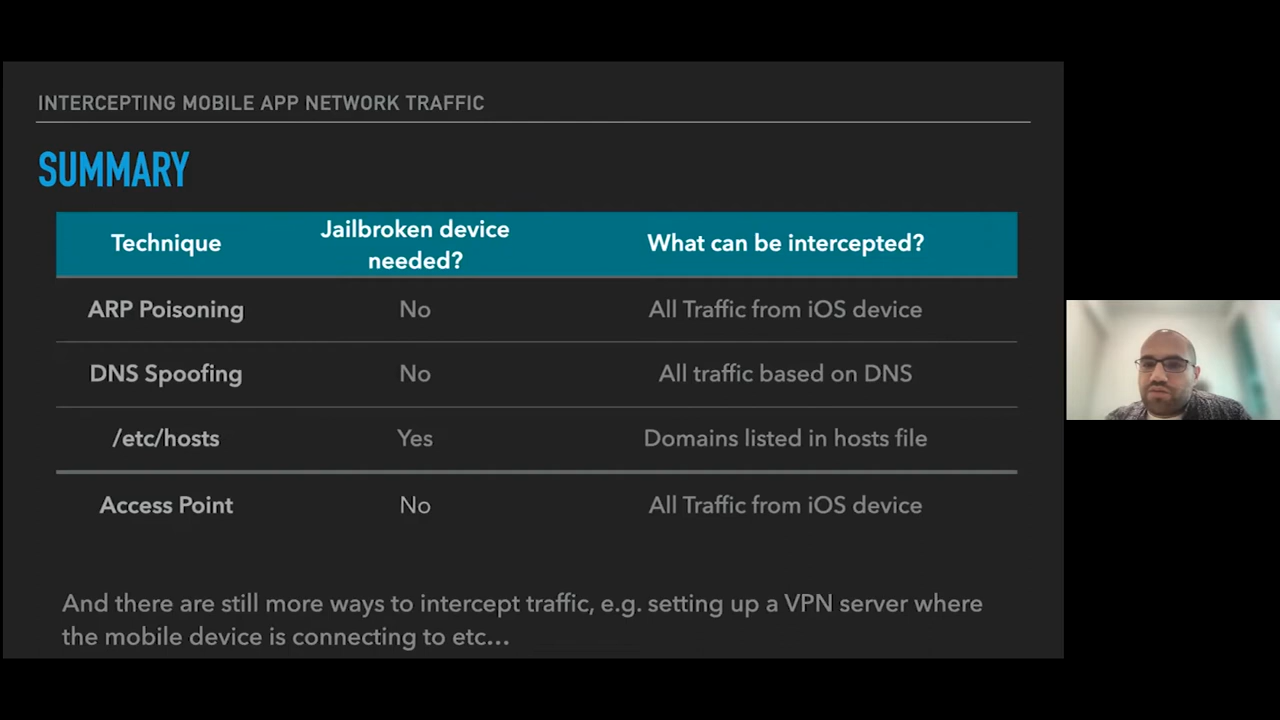 INTERCEPTING MOBILE APP NETWORK TRAFFIC
SUMMARY
Technique
Jailbroken device
needed?
What can be intercepted?
ARP Poisoning
No
All Traffic from iOS device
DNS Spoofing
No
All traffic based on DNS
/etc/hosts
Yes
Domains listed in hosts file
Access Point
No
All Traffic from iOS device
And there are still more ways to intercept traffic, e.g. setting up a VPN server where
the mobile device is connecting to etc...